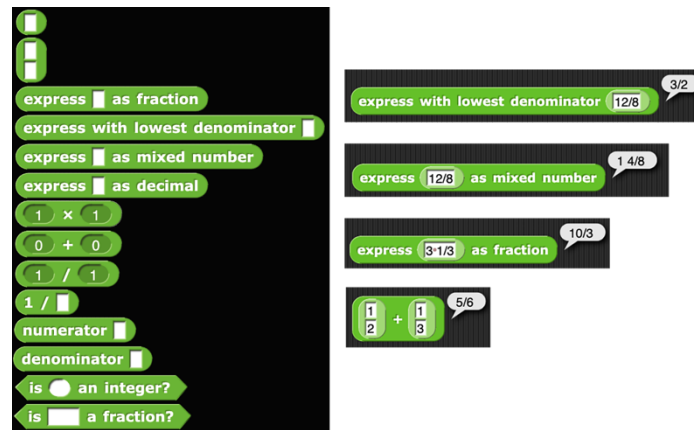 express as fraction
express with lowest denominator
express as mixed number
express as decimal
1 × 1
0 + 0
1 / 1
1 /
numerator
denominator
is an integer?
is a fraction?
express with lowest denominator 12/8
3/2
express 12/8 as mixed number
1 4/8
express 3*1/3 as fraction
10/3
1 1
+
2 3
5/6